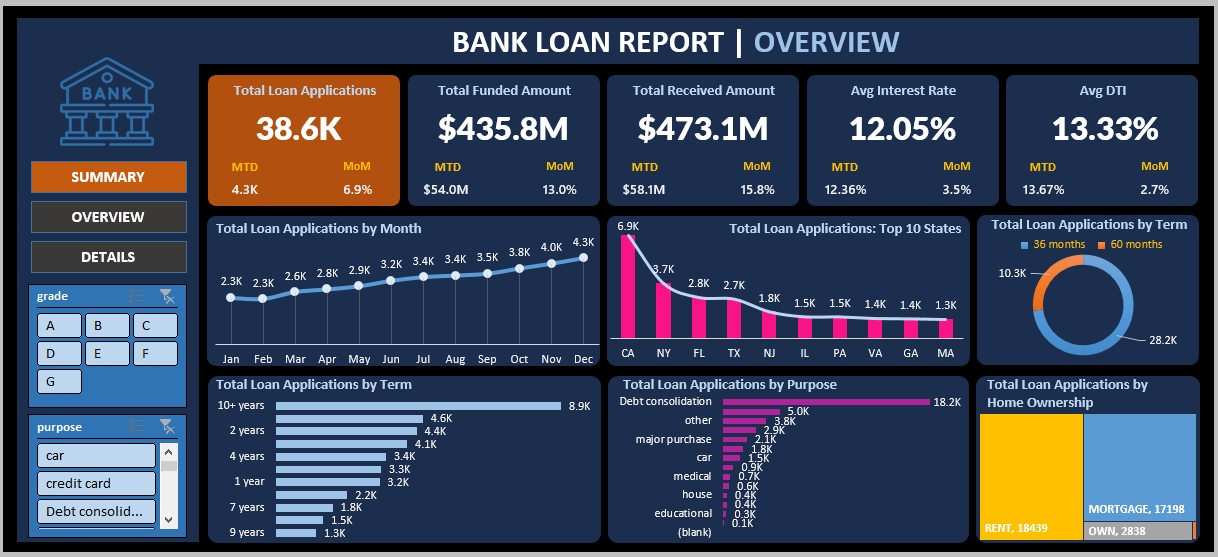 BANK LOAN REPORT | OVERVIEW
BANK
SUMMARY
OVERVIEW
DETAILS
grade
A B C
D E F
G
purpose
car
credit card
Debt consolid...
Total Loan Applications
38.6K
MTD MoM
4.3K 6.9%
Total Funded Amount
$435.8M
MTD MoM
$54.0M 13.0%
Total Received Amount
$473.1M
MTD MoM
$58.1M 15.8%
Avg Interest Rate
12.05%
MTD MoM
12.36% 3.5%
Avg DTI
13.33%
MTD MoM
13.67% 2.7%
Total Loan Applications by Month
2.3K 2.3K 2.6K 2.8K 2.9K 3.2K 3.4K 3.4K 3.5K 3.8K 4.0K 4.3K
Jan Feb Mar Apr May Jun Jul Aug Sep Oct Nov Dec
Total Loan Applications: Top 10 States
6.9K 3.7K 2.8K 2.7K 1.8K 1.5K 1.5K 1.4K 1.4K 1.3K
CA NY FL TX NJ IL PA VA GA MA
Total Loan Applications by Term
36 months 60 months
10.3K
28.2K
Total Loan Applications by Term
10+ years 8.9K
4.6K
2 years 4.4K
4.1K
4 years 3.4K
3.3K
1 year 3.2K
2.2K
7 years 1.8K
1.5K
9 years 1.3K
Total Loan Applications by Purpose
Debt consolidation 18.2K
5.0K
other 3.8K
2.9K
major purchase 2.1K
1.8K
car 1.5K
0.9K
medical 0.7K
0.6K
house 0.4K
0.4K
educational 0.3K
0.1K
(blank)
Total Loan Applications by
Home Ownership
RENT, 18439
MORTGAGE, 17198
OWN, 2838